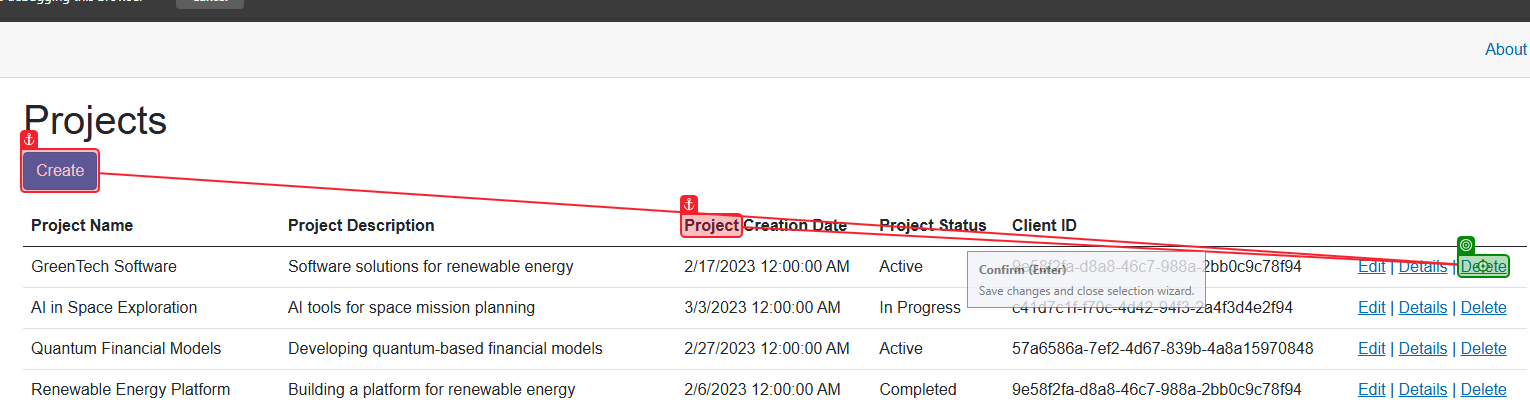 debugging this browser Cancel
About
Projects
Create
Project Name Project Description Project Creation Date Project Status Client ID
GreenTech Software Software solutions for renewable energy 2/17/2023 12:00:00 AM Active 9e58f2fa-d8a8-46c7-988a-2bb0c9c78f94 Edit | Details | Delete
Confirm (Enter)
Save changes and close selection wizard.
AI in Space Exploration AI tools for space mission planning 3/3/2023 12:00:00 AM In Progress c41d7c1f-f70c-4d42-94f3-2a4f3d4e2f94 Edit | Details | Delete
Quantum Financial Models Developing quantum-based financial models 2/27/2023 12:00:00 AM Active 57a6586a-7ef2-4d67-839b-4a8a15970848 Edit | Details | Delete
Renewable Energy Platform Building a platform for renewable energy 2/6/2023 12:00:00 AM Completed 9e58f2fa-d8a8-46c7-988a-2bb0c9c78f94 Edit | Details | Delete